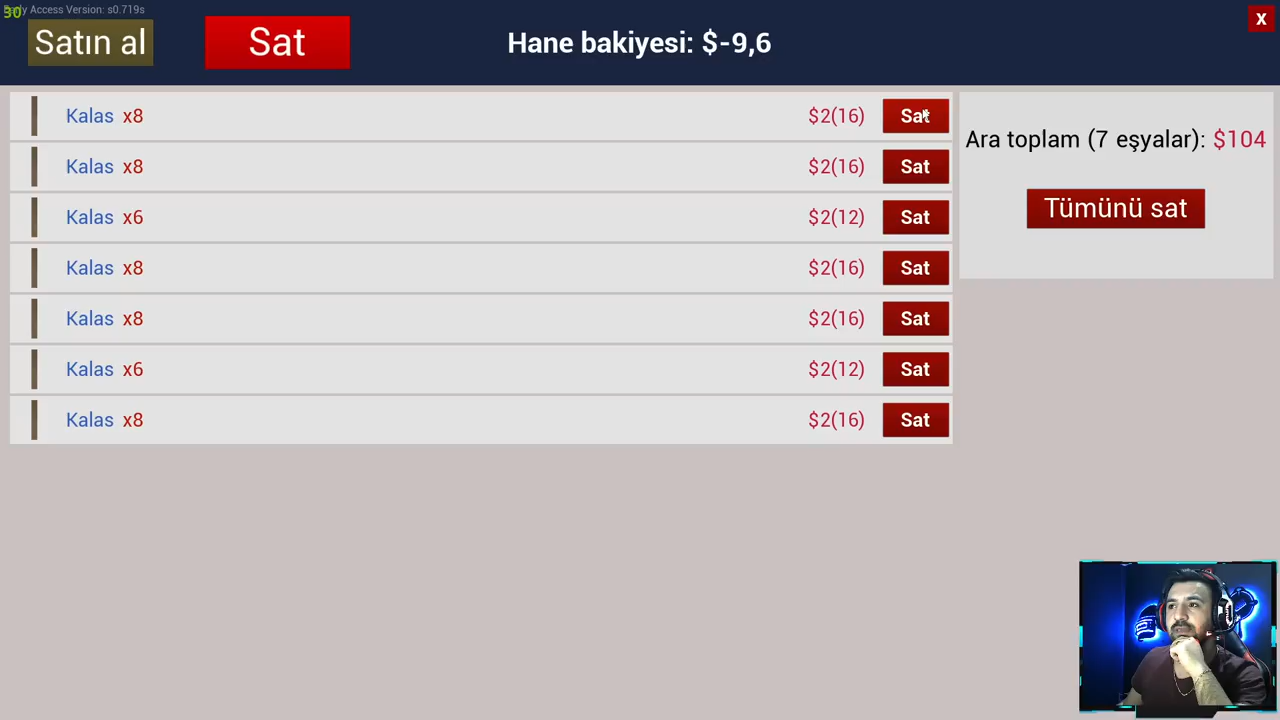 30
Early Access Version: s0.719s
Satın al
Sat
Hane bakiyesi: $-9,6
X
Kalas x8 $2(16) Sat
Kalas x8 $2(16) Sat
Kalas x6 $2(12) Sat
Kalas x8 $2(16) Sat
Kalas x8 $2(16) Sat
Kalas x6 $2(12) Sat
Kalas x8 $2(16) Sat
Ara toplam (7 eşyalar): $104
Tümünü sat